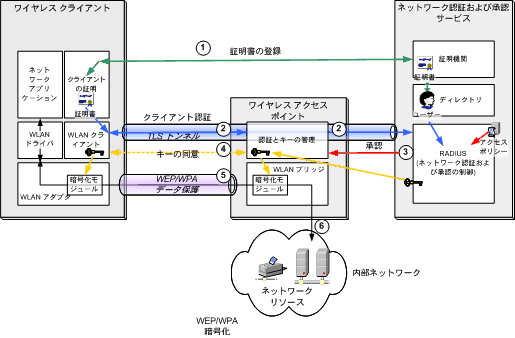 ワイヤレス クライアント
ネットワーク認証および承認
サービス
ネット
ワーク
アプリ
ケーション
クライアント
の証明
証明書
1
証明書の登録
証明機関
証明書
ディレクトリ
ユーザー
クライアント認証
ワイヤレス アクセス
ポイント
WLAN
ドライバ
WLAN クラ
イアント
2
TLS トンネル
認証とキーの管理
2
承認
アクセス
ポリシー
RADIUS
(ネットワーク認証およ
び承認の制御)
キーの同意
4
3
WLAN ブリッジ
暗号化モ
ジュール
WLAN アダプタ
WEP/WPA
データ保護
5
暗号化モ
ジュール
6
内部ネットワーク
ネットワーク
リソース
WEP/WPA
暗号化